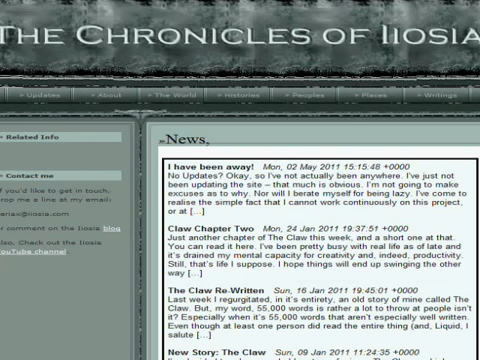 THE CHRONICLES OF IIOSIA
» Updates » About » The World » Histories » Peoples » Places » Writings
» Related Info
» Contact me
If you'd like to get in touch,
drop me a line at my email:
@iiosia.com
or comment on the Iiosia blog
Also, Check out the Iiosia
YouTube channel
» News,
I have been away! Mon, 02 May 2011 15:15:48 +0000
No Updates? Okay, so I've not actually been anywhere. I've just not
been updating the site – that much is obvious. I'm not going to make
excuses as to why. Nor will I berate myself for being lazy. I've come to
realise the simple fact that I cannot work continuously on this project,
or at [...]
Claw Chapter Two Mon, 24 Jan 2011 19:37:51 +0000
Just another chapter of The Claw this week, and a short one at that.
You can read it here. I've been pretty busy with real life as of late and
it's drained my mental capacity for creativity and, indeed, productivity.
Still, that's life I suppose. I hope things will end up swinging the other
way [...]
The Claw Re-Written Sun, 16 Jan 2011 19:45:01 +0000
Last week I regurgitated, in it's entirety, an old story of mine called The
Claw. But, my word, 55,000 words is rather a lot to throw at people isn't
it? Especially when it's 55,000 words that aren't especially well written.
Even though at least one person did read the entire thing (and, Liquid, I
salute [...]
New Story: The Claw Sun, 09 Jan 2011 11:24:35 +0000